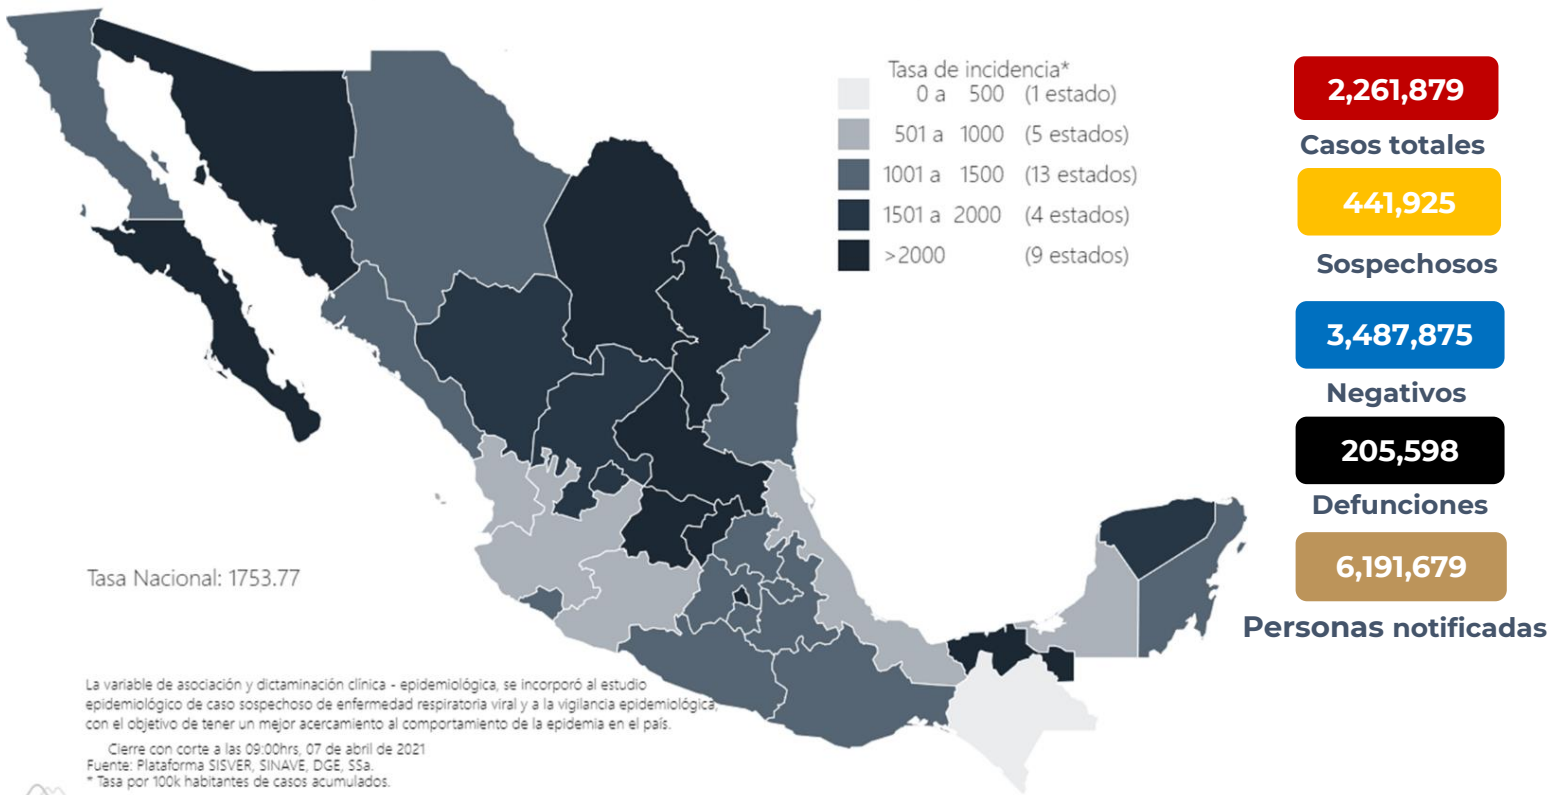 Tasa de incidencia*
0 a 500 (1 estado)
501 a 1000 (5 estados)
1001 a 1500 (13 estados)
1501 a 2000 (4 estados)
>2000 (9 estados)
2,261,879
Casos totales
441,925
Sospechosos
3,487,875
Negativos
205,598
Defunciones
6,191,679
Personas notificadas
Tasa Nacional: 1753.77
La variable de asociación y dictaminación clínica - epidemiológica, se incorporó al estudio
epidemiológico de caso sospechoso de enfermedad respiratoria viral y a la vigilancia epidemiológica,
con el objetivo de tener un mejor acercamiento al comportamiento de la epidemia en el país.
Cierre con corte a las 09:00hrs, 07 de abril de 2021
Fuente: Plataforma SISVER, SINAVE, DGE, SSa.
* Tasa por 100k habitantes de casos acumulados.